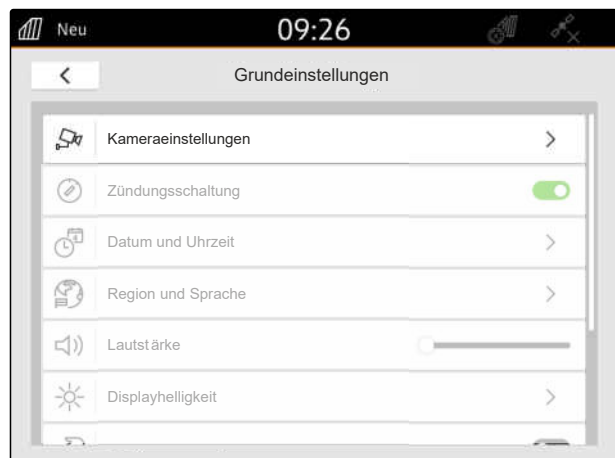 Neu 09:26
Grundeinstellungen
Kameraeinstellungen
Zündungsschaltung
Datum und Uhrzeit
Region und Sprache
Lautstärke
Displayhelligkeit